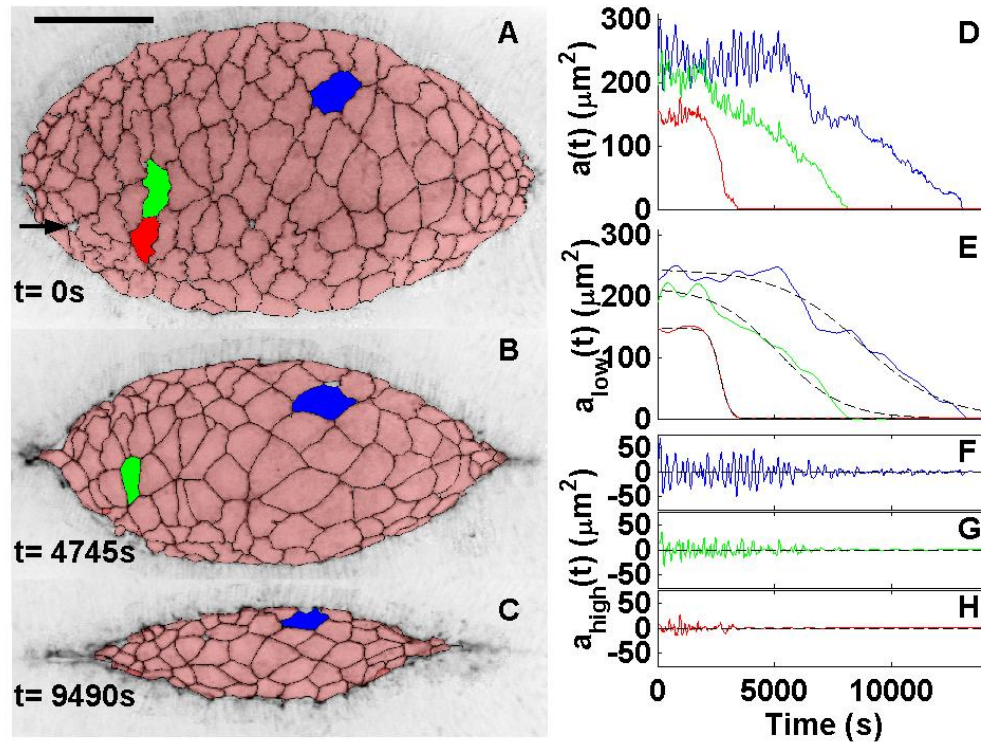 A
t= 0s
B
t= 4745s
C
t= 9490s
D
a(t) (μm²)
300
200
100
0
E
a_low(t) (μm²)
300
200
100
0
F
50
0
-50
G
a_high(t) (μm²)
50
0
-50
H
50
0
-50
0
5000
10000
Time (s)